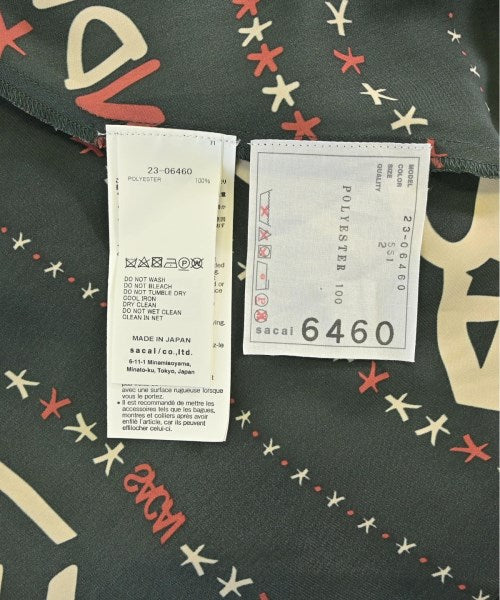 23-06460
POLYESTER 100%
DO NOT WASH
DO NOT BLEACH
DO NOT TUMBLE DRY
COOL IRON
DRY CLEAN
DO NOT WET CLEAN
CLEAN IN NET
MADE IN JAPAN
sacai/co.,ltd.
6-11-1 Minamiaoyama,
Minato-ku, Tokyo, Japan
avec une surface rugueuse lorsque
vous le portez.
• Il est recommandé de mettre les
accessoires tels que les bagues,
montres et colliers après avoir
enfilé l'article, car ils peuvent
effilocher celui-ci.
MODEL 23-06460
COLOR 551
SIZE 2
QUALITY
POLYESTER 100
sacai 6460